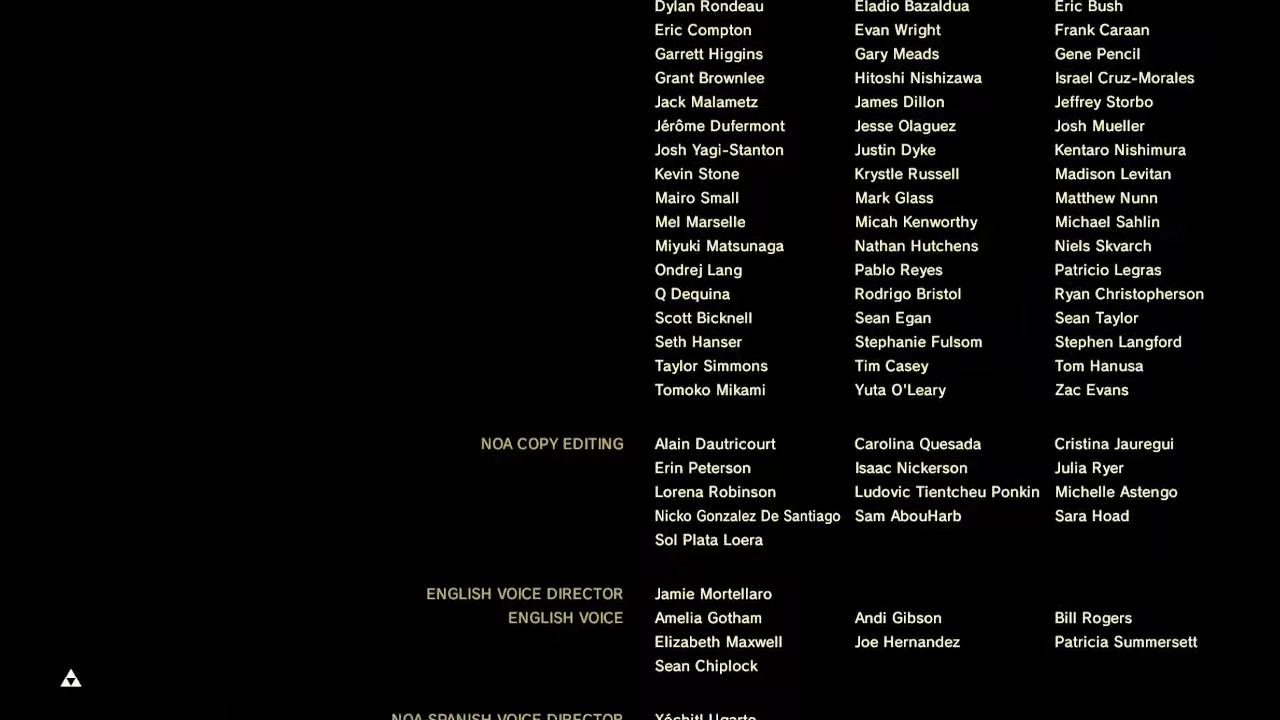 Dylan Rondeau Eladio Bazaldua Eric Bush
Eric Compton Evan Wright Frank Caraan
Garrett Higgins Gary Meads Gene Pencil
Grant Brownlee Hitoshi Nishizawa Israel Cruz-Morales
Jack Malametz James Dillon Jeffrey Storbo
Jérôme Dufermont Jesse Olaguez Josh Mueller
Josh Yagi-Stanton Justin Dyke Kentaro Nishimura
Kevin Stone Krystle Russell Madison Levitan
Mairo Small Mark Glass Matthew Nunn
Mel Marselle Micah Kenworthy Michael Sahlin
Miyuki Matsunaga Nathan Hutchens Niels Skvarch
Ondrej Lang Pablo Reyes Patricio Legras
Q Dequina Rodrigo Bristol Ryan Christopherson
Scott Bicknell Sean Egan Sean Taylor
Seth Hanser Stephanie Fulsom Stephen Langford
Taylor Simmons Tim Casey Tom Hanusa
Tomoko Mikami Yuta O'Leary Zac Evans
NOA COPY EDITING Alain Dautricourt Carolina Quesada Cristina Jauregui
Erin Peterson Isaac Nickerson Julia Ryer
Lorena Robinson Ludovic Tientcheu Ponkin Michelle Astengo
Nicko Gonzalez De Santiago Sam AbouHarb Sara Hoad
Sol Plata Loera
ENGLISH VOICE DIRECTOR Jamie Mortellaro
ENGLISH VOICE Amelia Gotham Andi Gibson Bill Rogers
Elizabeth Maxwell Joe Hernandez Patricia Summersett
Sean Chiplock
NOA SPANISH VOICE DIRECTOR Xóchitl Ugarte